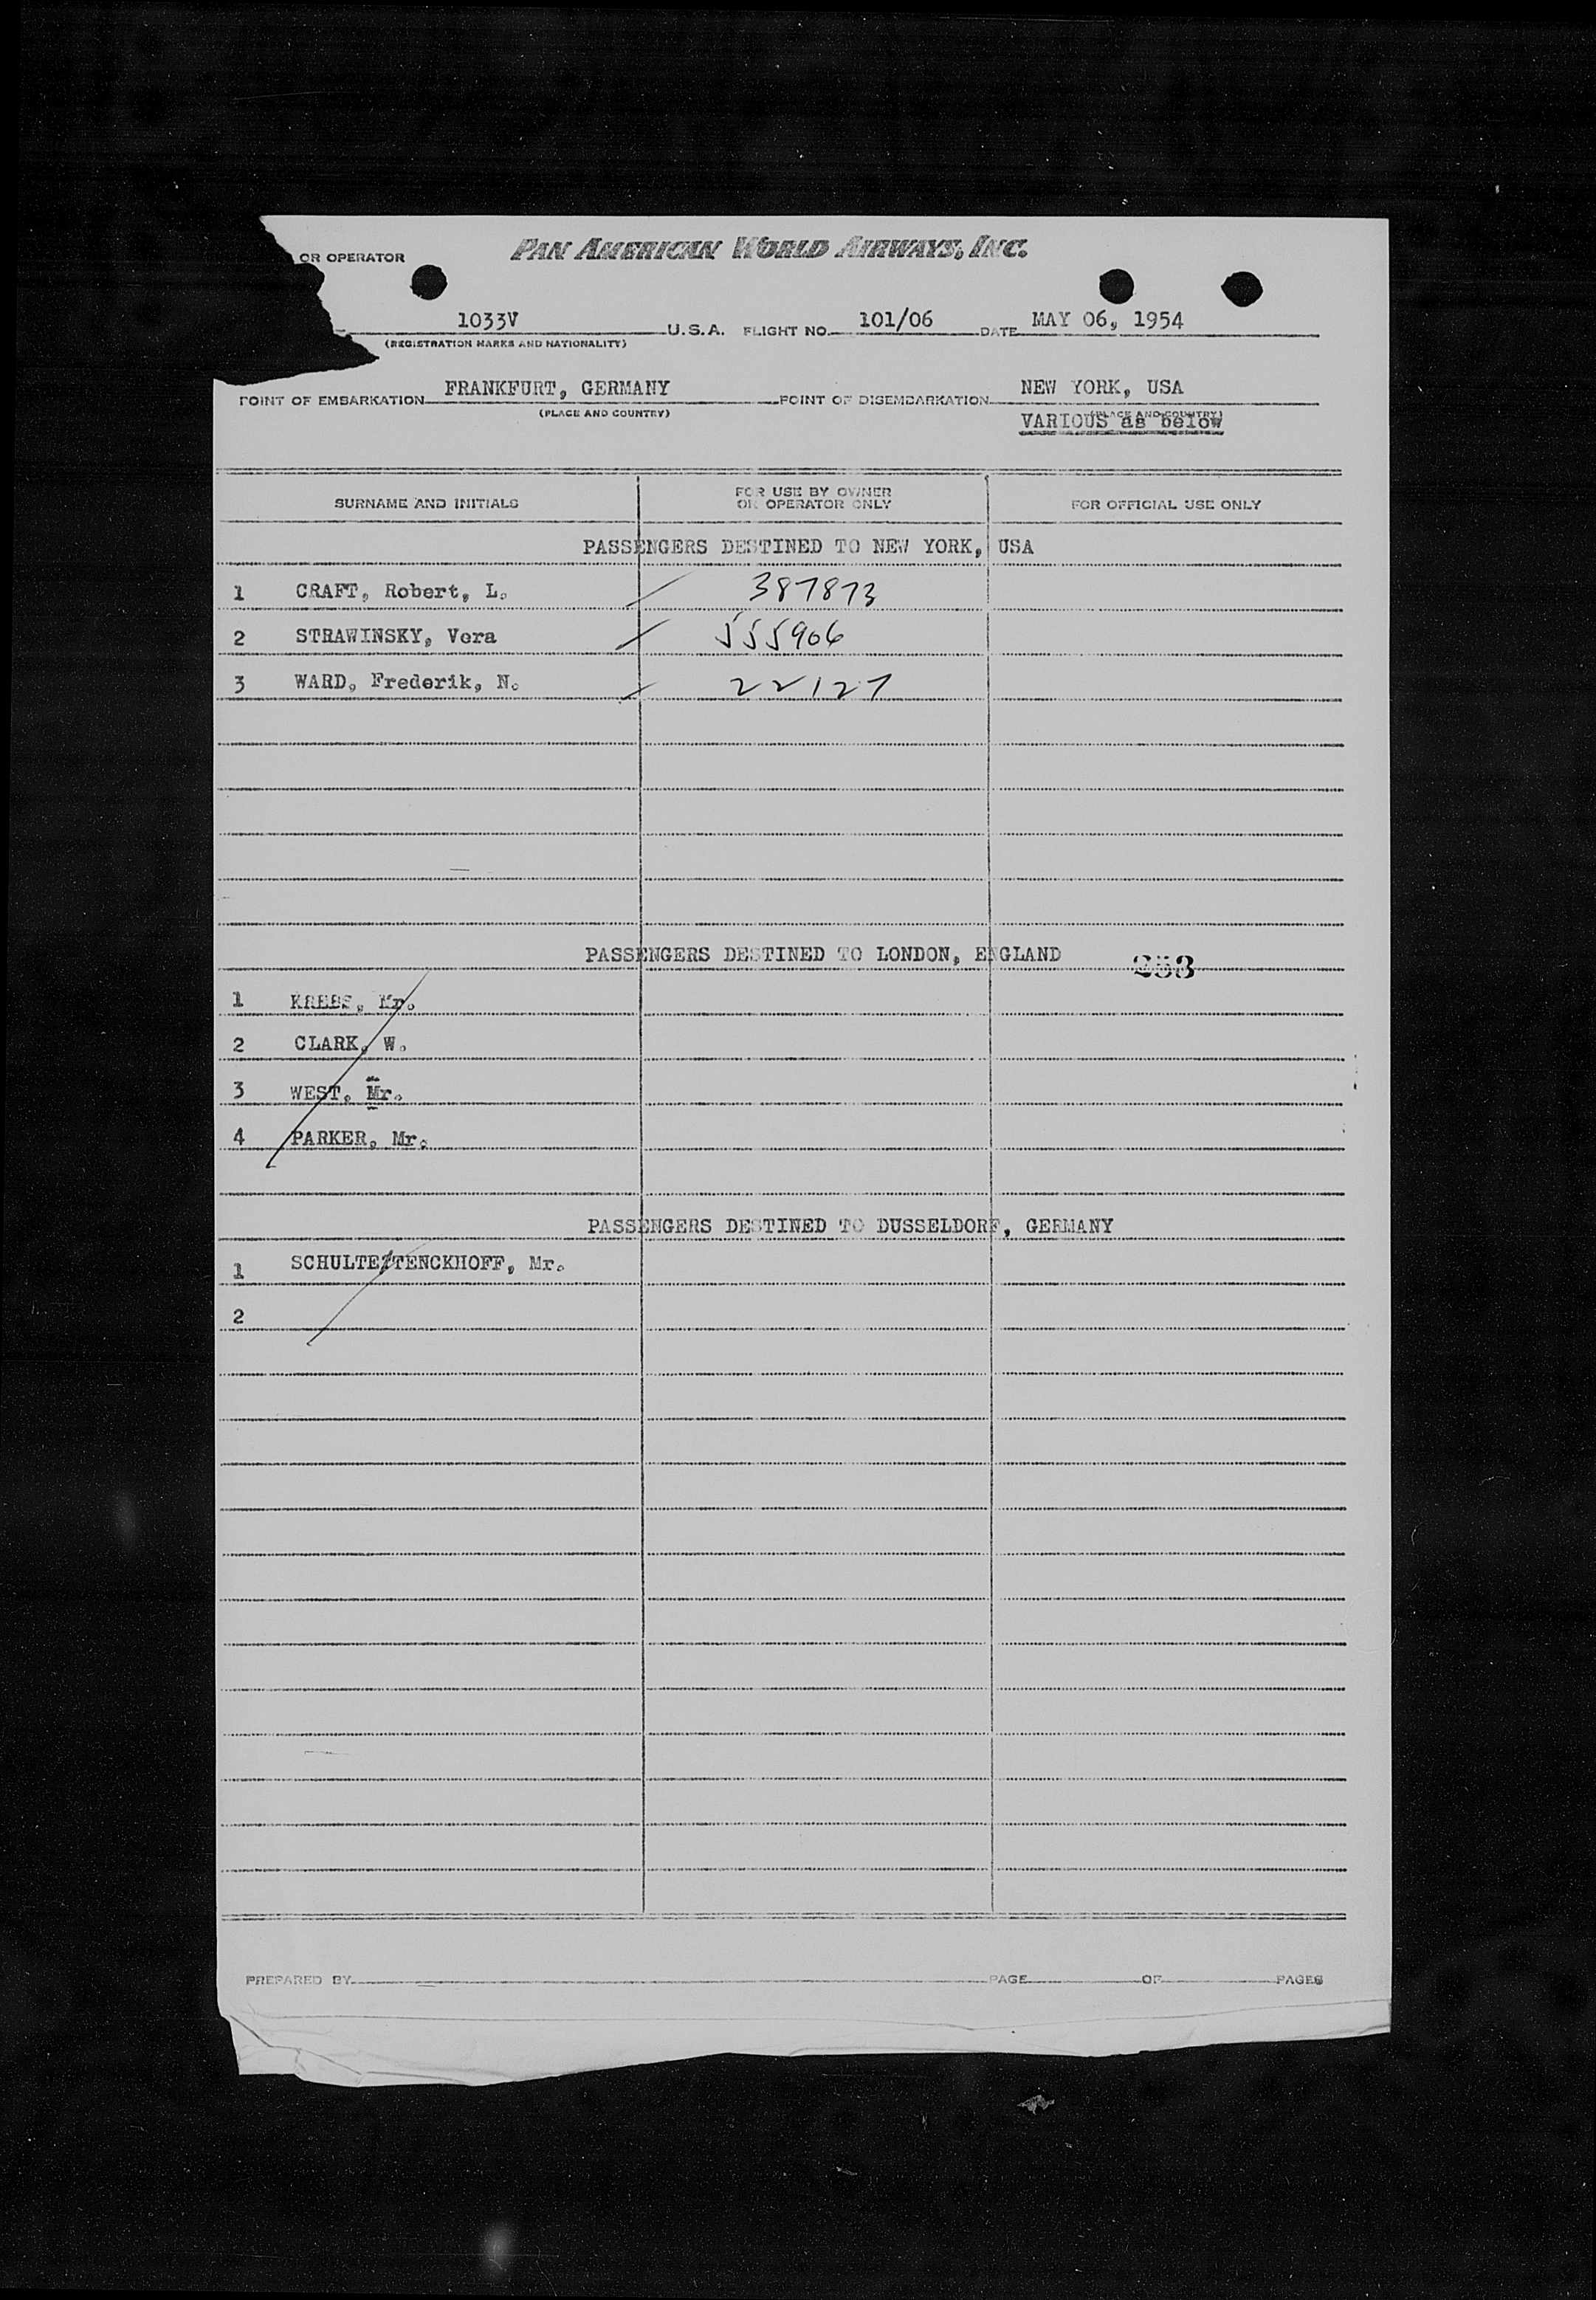 OR OPERATOR PAN AMERICAN WORLD AIRWAYS, INC.
1033V U.S.A. FLIGHT NO. 101/06 DATE MAY 06, 1954
(REGISTRATION MARKS AND NATIONALITY)
POINT OF EMBARKATION FRANKFURT, GERMANY POINT OF DISEMBARKATION NEW YORK, USA
(PLACE AND COUNTRY) (PLACE AND COUNTRY)
VARIOUS as below
SURNAME AND INITIALS FOR USE BY OWNER OR OPERATOR ONLY FOR OFFICIAL USE ONLY
PASSENGERS DESTINED TO NEW YORK, USA
1 CRAFT, Robert, L. 387873
2 STRAWINSKY, Vera 555906
3 WARD, Frederik, N. 22127
PASSENGERS DESTINED TO LONDON, ENGLAND 253
1 KREBS, Mr.
2 CLARK, W.
3 WEST, Mr.
4 PARKER, Mr.
PASSENGERS DESTINED TO DUSSELDORF, GERMANY
1 SCHULTE/TENCKHOFF, Mr.
2
PREPARED BY PAGE OF PAGES